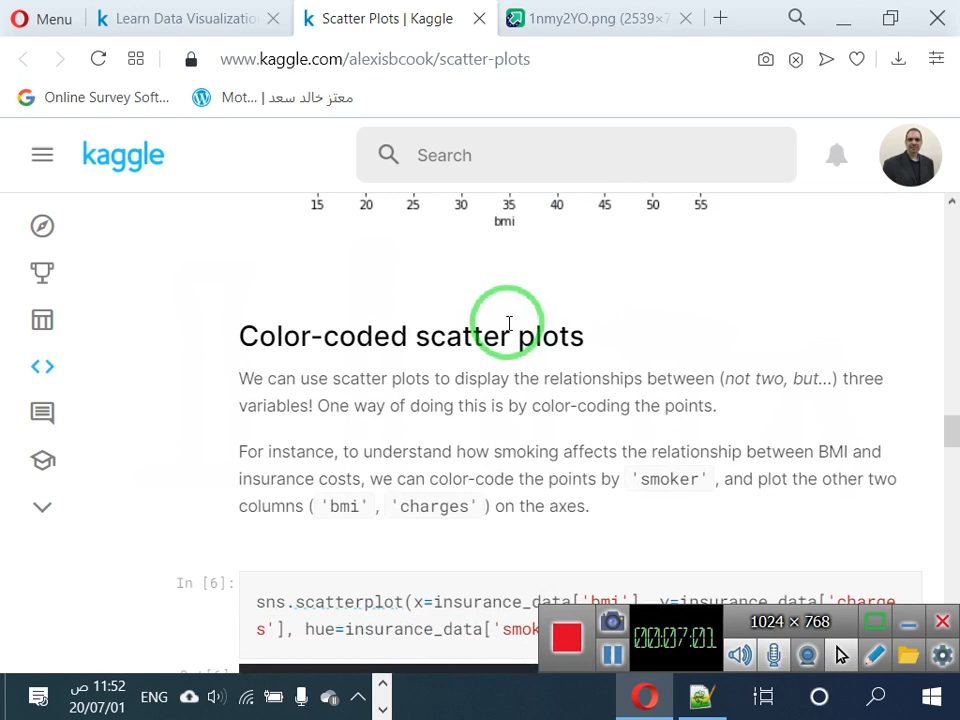 Menu
Learn Data Visualizatio
Scatter Plots | Kaggle
1nmy2YO.png (2539×7
www.kaggle.com/alexisbcook/scatter-plots
Online Survey Soft...
Mot... | معتز خالد سعد
kaggle
Search
15 20 25 30 35 40 45 50 55
bmi
Color-coded scatter plots
We can use scatter plots to display the relationships between (not two, but...) three
variables! One way of doing this is by color-coding the points.
For instance, to understand how smoking affects the relationship between BMI and
insurance costs, we can color-code the points by 'smoker', and plot the other two
columns ('bmi', 'charges') on the axes.
In [6]:
sns.scatterplot(x=insurance_data['bmi'], y=insurance_data['charge
s'], hue=insurance_data['smok
1024 × 768
00:07:01
11:52 ص
ENG
20/07/01